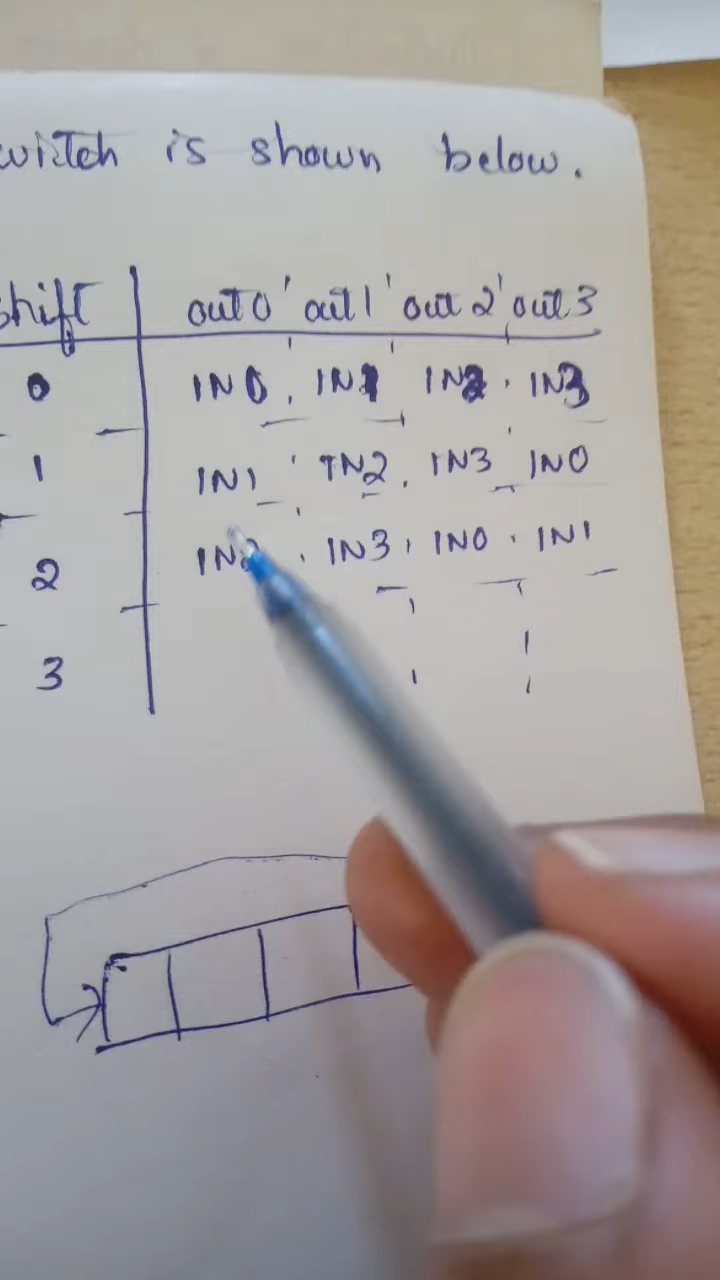 is shown below.
shift out0 out1 out2 out3
0 IN0 IN1 IN2 IN3
1 IN1 IN2 IN3 IN0
2 IN3 IN0 IN1
3